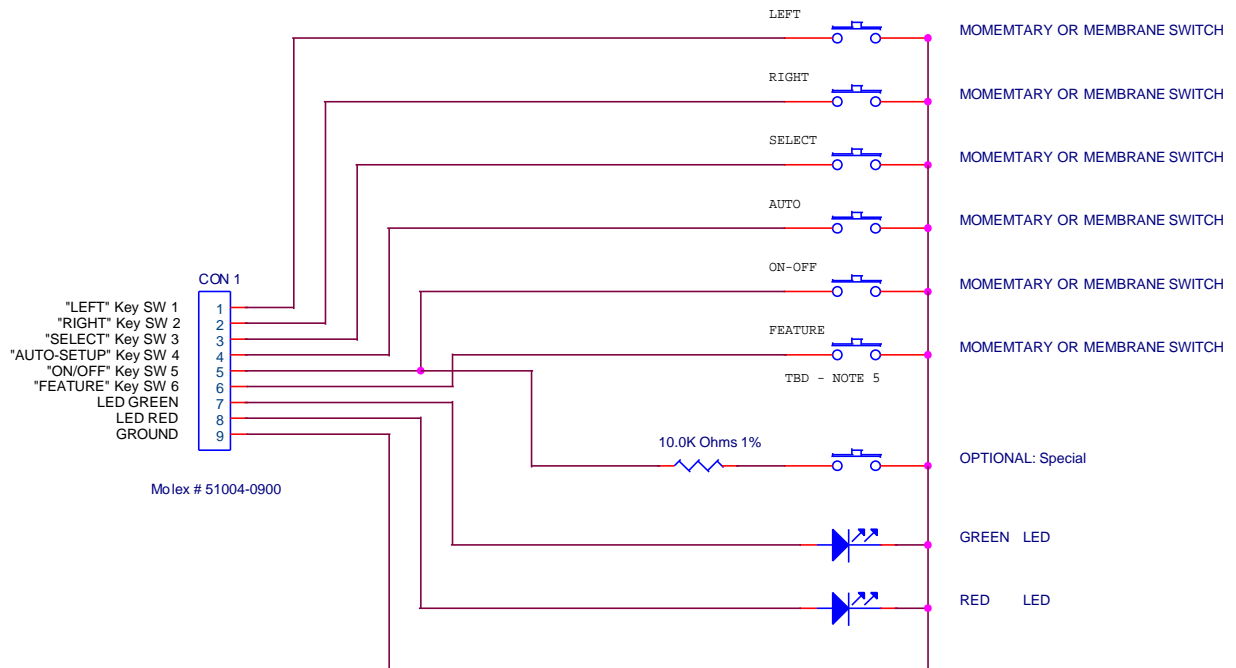 LEFT
MOMEMTARY OR MEMBRANE SWITCH
RIGHT
MOMEMTARY OR MEMBRANE SWITCH
SELECT
MOMEMTARY OR MEMBRANE SWITCH
AUTO
MOMEMTARY OR MEMBRANE SWITCH
ON-OFF
MOMEMTARY OR MEMBRANE SWITCH
FEATURE
MOMEMTARY OR MEMBRANE SWITCH
TBD - NOTE 5
CON 1
"LEFT" Key SW 1 1
"RIGHT" Key SW 2 2
"SELECT" Key SW 3 3
"AUTO-SETUP" Key SW 4 4
"ON/OFF" Key SW 5 5
"FEATURE" Key SW 6 6
LED GREEN 7
LED RED 8
GROUND 9
Molex # 51004-0900
10.0K Ohms 1%
OPTIONAL: Special
GREEN LED
RED LED